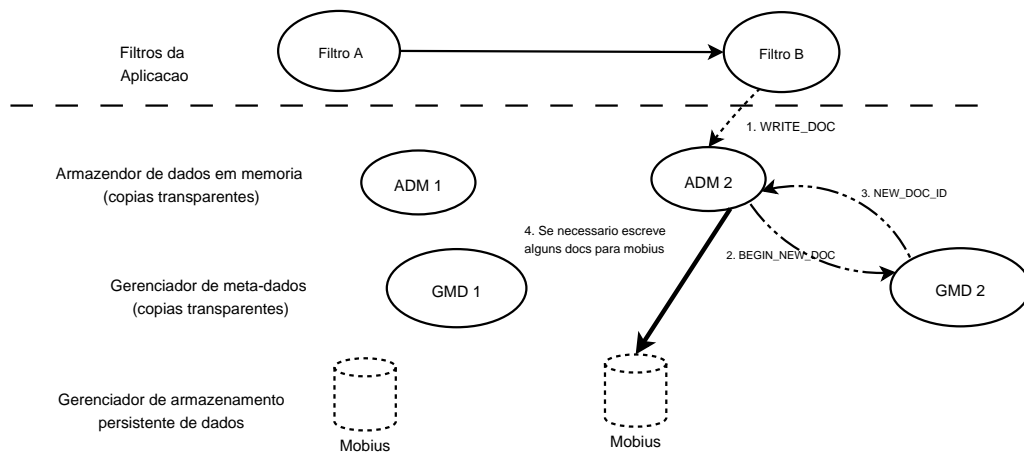 Filtros da
Aplicacao
Filtro A
Filtro B
1. WRITE_DOC
Armazendor de dados em memoria
(copias transparentes)
ADM 1
ADM 2
3. NEW_DOC_ID
4. Se necessario escreve
alguns docs para mobius
2. BEGIN_NEW_DOC
Gerenciador de meta-dados
(copias transparentes)
GMD 1
GMD 2
Gerenciador de armazenamento
persistente de dados
Mobius
Mobius